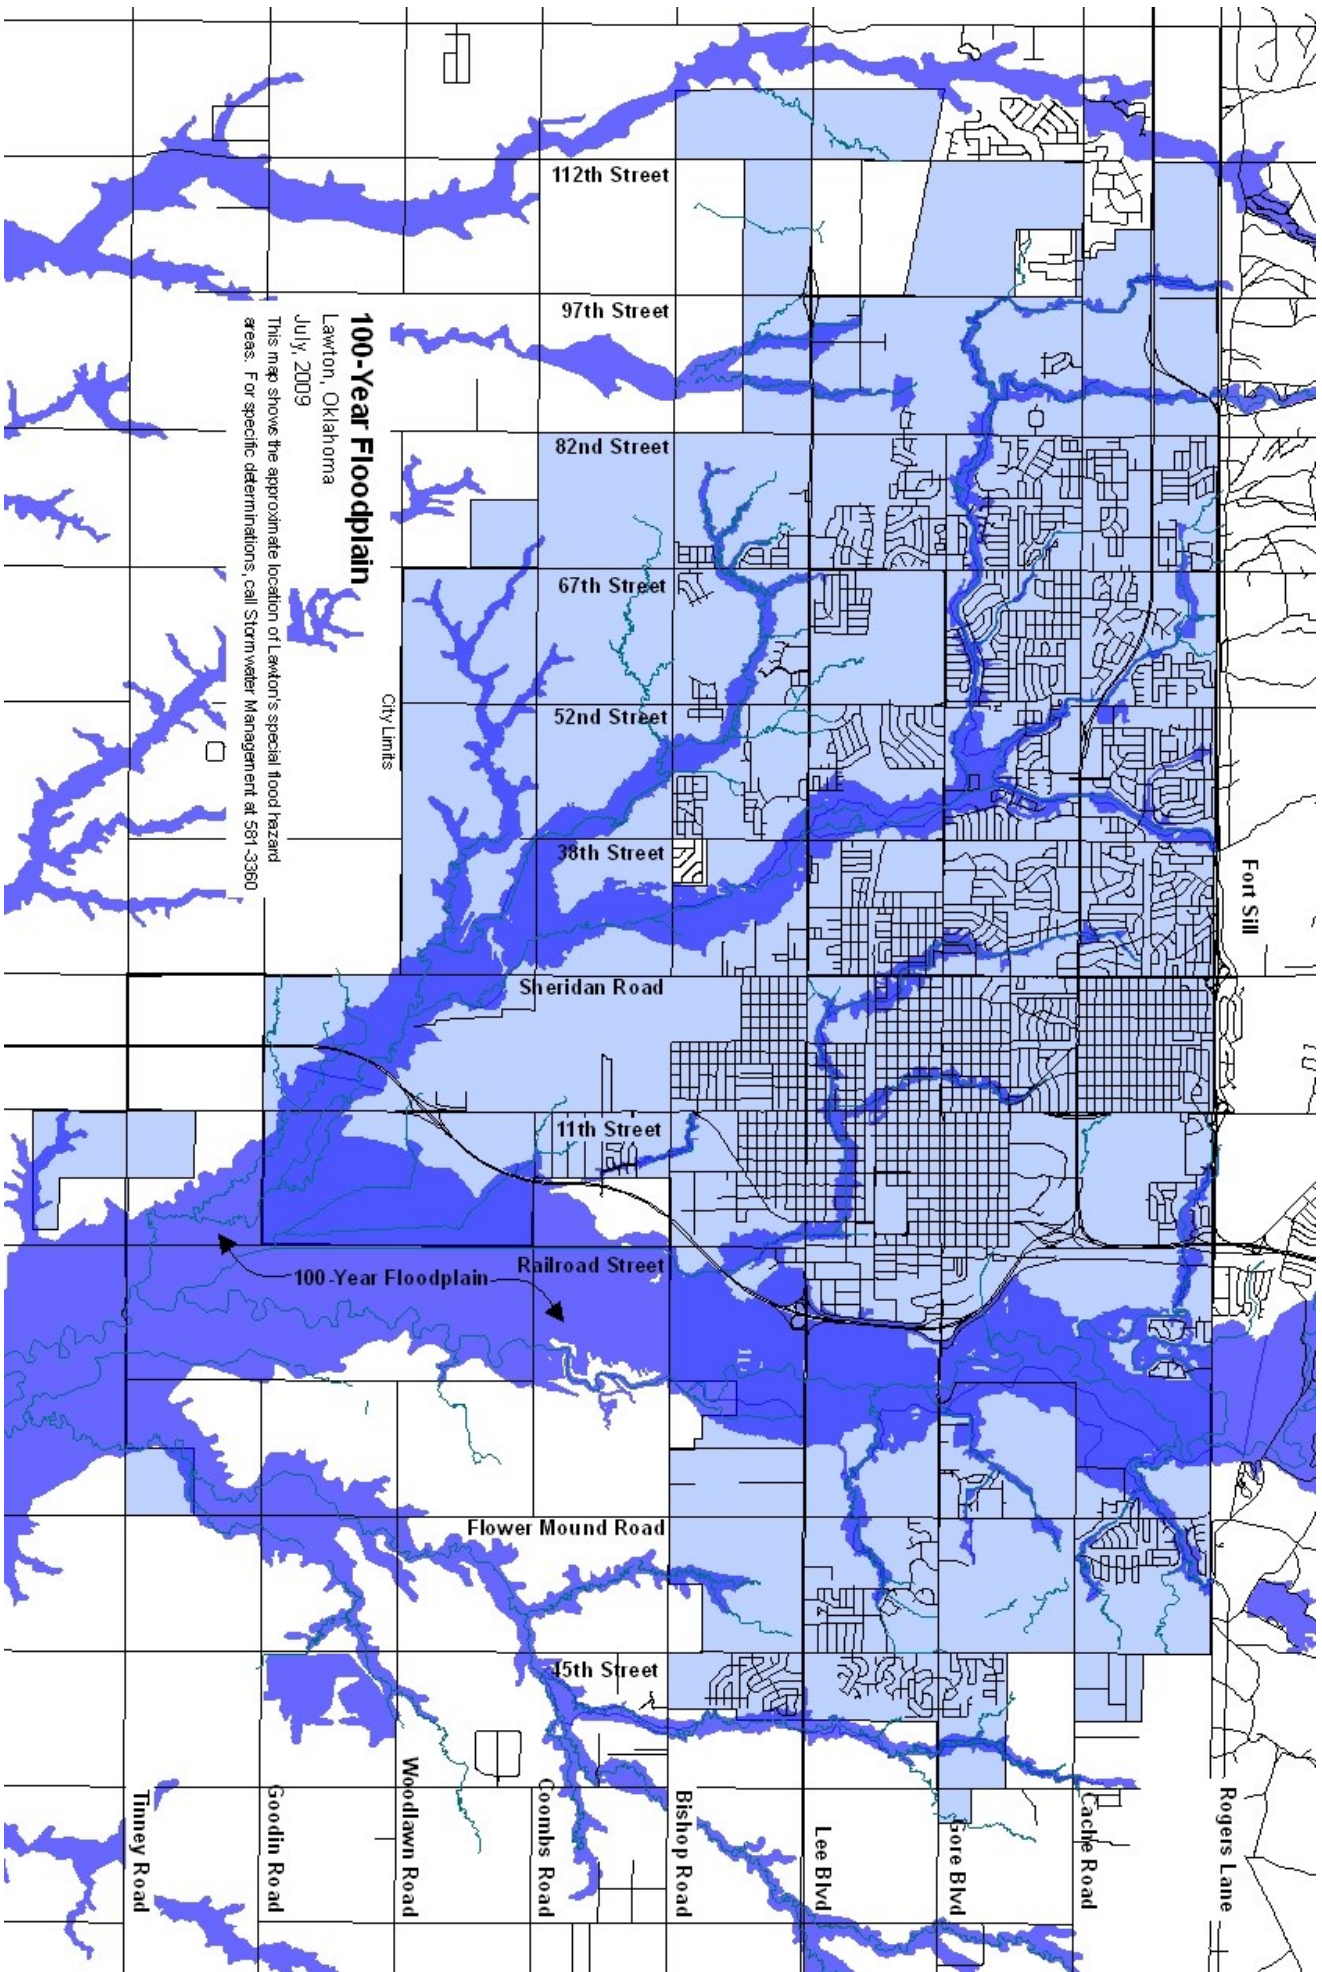 112th Street
97th Street
100-Year Floodplain
Lawton, Oklahoma
July, 2009
This map shows the approximate location of Lawton's special flood hazard
areas. For specific determinations, call Stormwater Management at 581-3360
82nd Street
67th Street
52nd Street
City Limits
38th Street
Fort Sill
Sheridan Road
11th Street
Railroad Street
100-Year Floodplain
Flower Mound Road
45th Street
Tinney Road
Goodin Road
Woodlawn Road
Coombs Road
Bishop Road
Lee Blvd
Gore Blvd
Cache Road
Rogers Lane